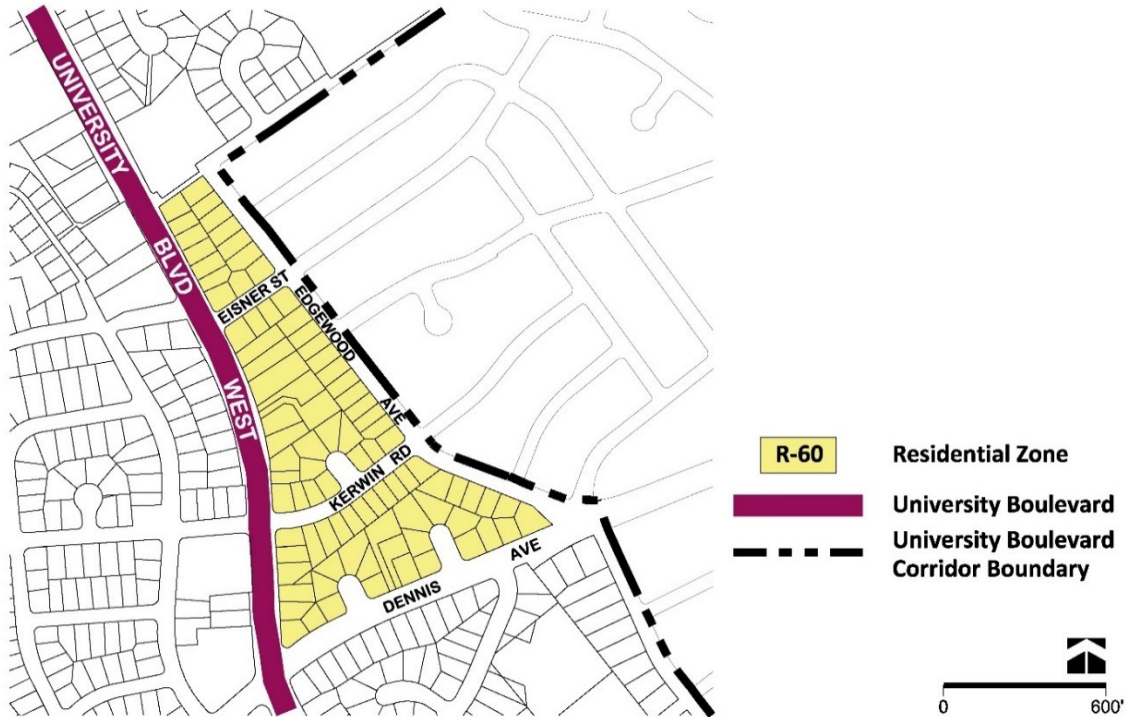 UNIVERSITY
BLVD
WEST
EISNER ST
EDGEWOOD
AVE
KERWIN RD
DENNIS
AVE
R-60
Residential Zone
University Boulevard
University Boulevard
Corridor Boundary
0
600'